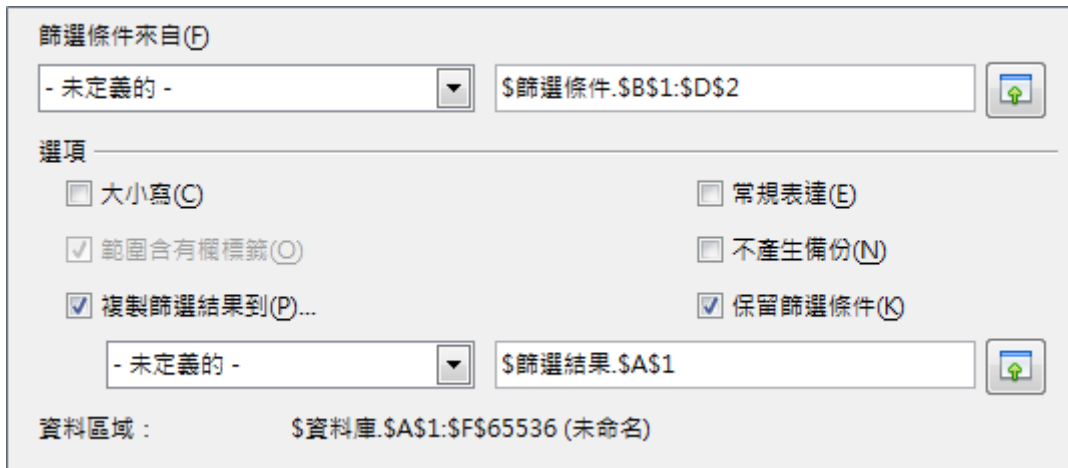 篩選條件來自(F)
- 未定義的 - $篩選條件.$B$1:$D$2
選項
大小寫(C) 常規表達(E)
範圍含有欄標籤(O) 不產生備份(N)
複製篩選結果到(P)... 保留篩選條件(K)
- 未定義的 - $篩選結果.$A$1
資料區域： $資料庫.$A$1:$F$65536 (未命名)